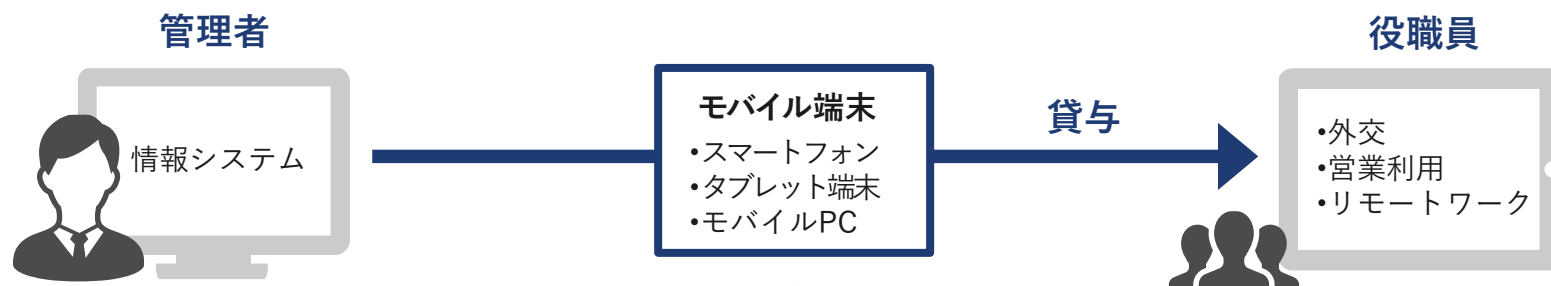 管理者
情報システム
モバイル端末
•スマートフォン
•タブレット端末
•モバイルPC
貸与
役職員
•外交
•営業利用
•リモートワーク